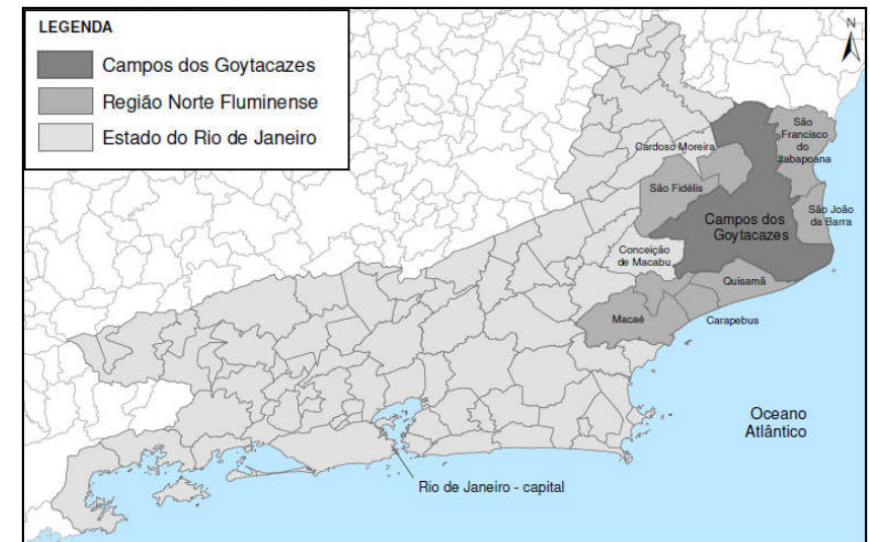 LEGENDA
Campos dos Goytacazes
Região Norte Fluminense
Estado do Rio de Janeiro
N
São
Francisco
do
Itabapoana
Cardoso Moreira
São Fidélis
São João
da Barra
Campos dos
Goytacazes
Conceição
de Macabu
Quisamã
Macaé
Carapebus
Oceano
Atlântico
Rio de Janeiro - capital